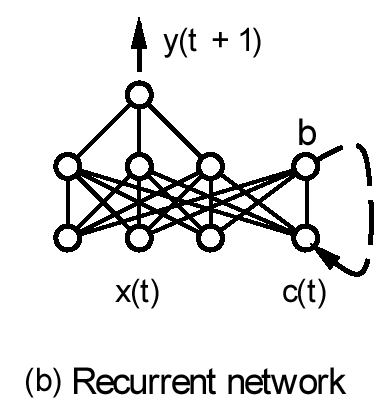 y(t + 1)
b
x(t)
c(t)
(b) Recurrent network